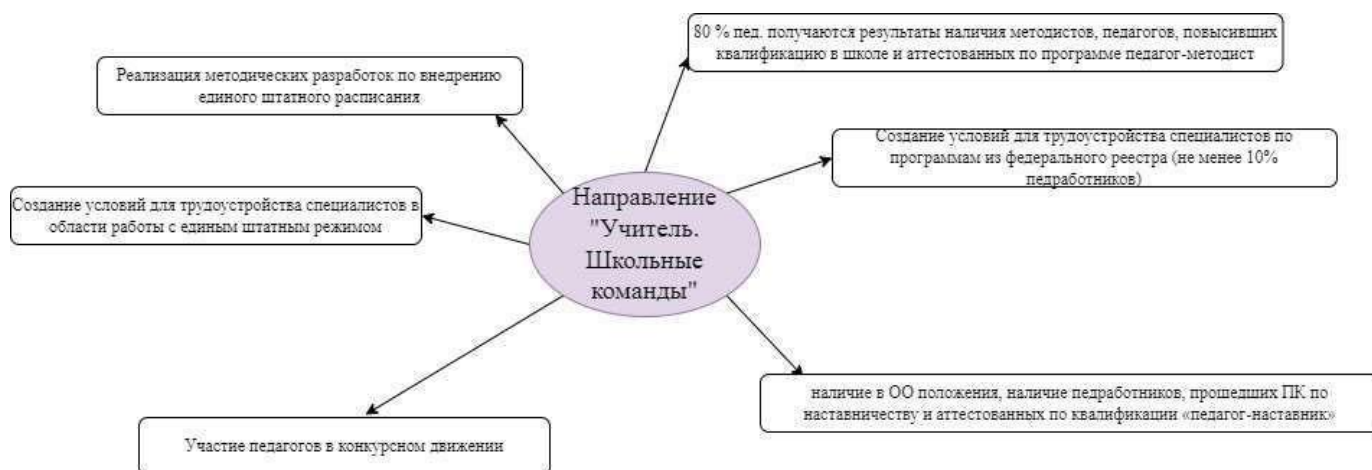 80 % пед. получаются результаты наличия методистов, педагогов, повысивших
квалификацию в школе и аттестованных по программе педагог-методист
Реализация методических разработок по внедрению
единого штатного расписания
Создание условий для трудоустройства специалистов по
программам из федерального реестра (не менее 10%
педработников)
Создание условий для трудоустройства специалистов в
области работы с единым штатным режимом
Направление
"Учитель.
Школьные
команды"
наличие в ОО положения, наличие педработников, прошедших ПК по
наставничеству и аттестованных по квалификации «педагог-наставник»
Участие педагогов в конкурсном движении